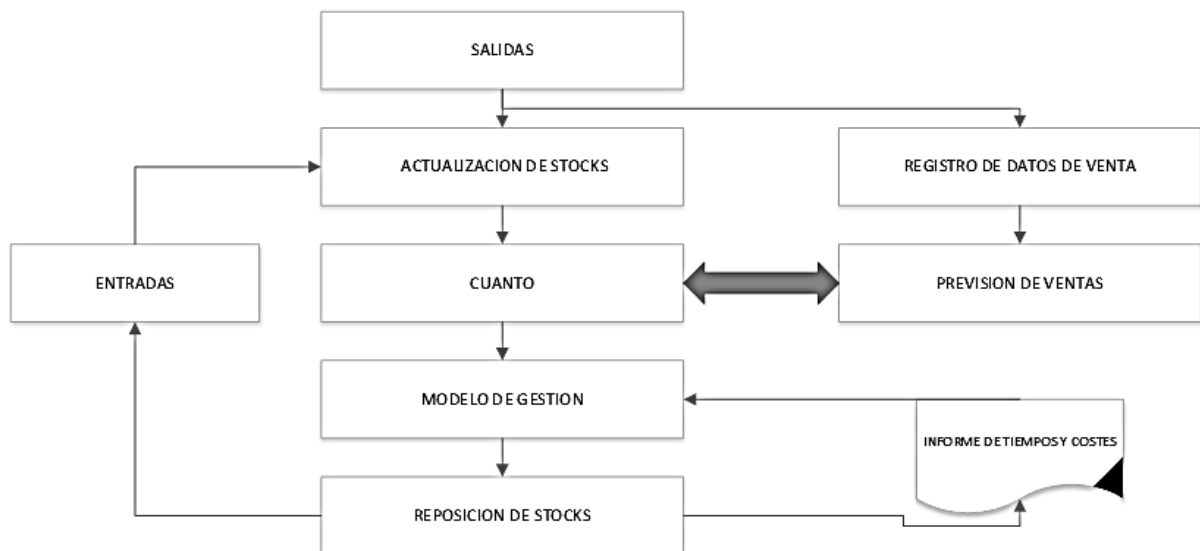 SALIDAS
ACTUALIZACION DE STOCKS
REGISTRO DE DATOS DE VENTA
ENTRADAS
CUANTO
PREVISION DE VENTAS
MODELO DE GESTION
INFORME DE TIEMPOS Y COSTES
REPOSICION DE STOCKS